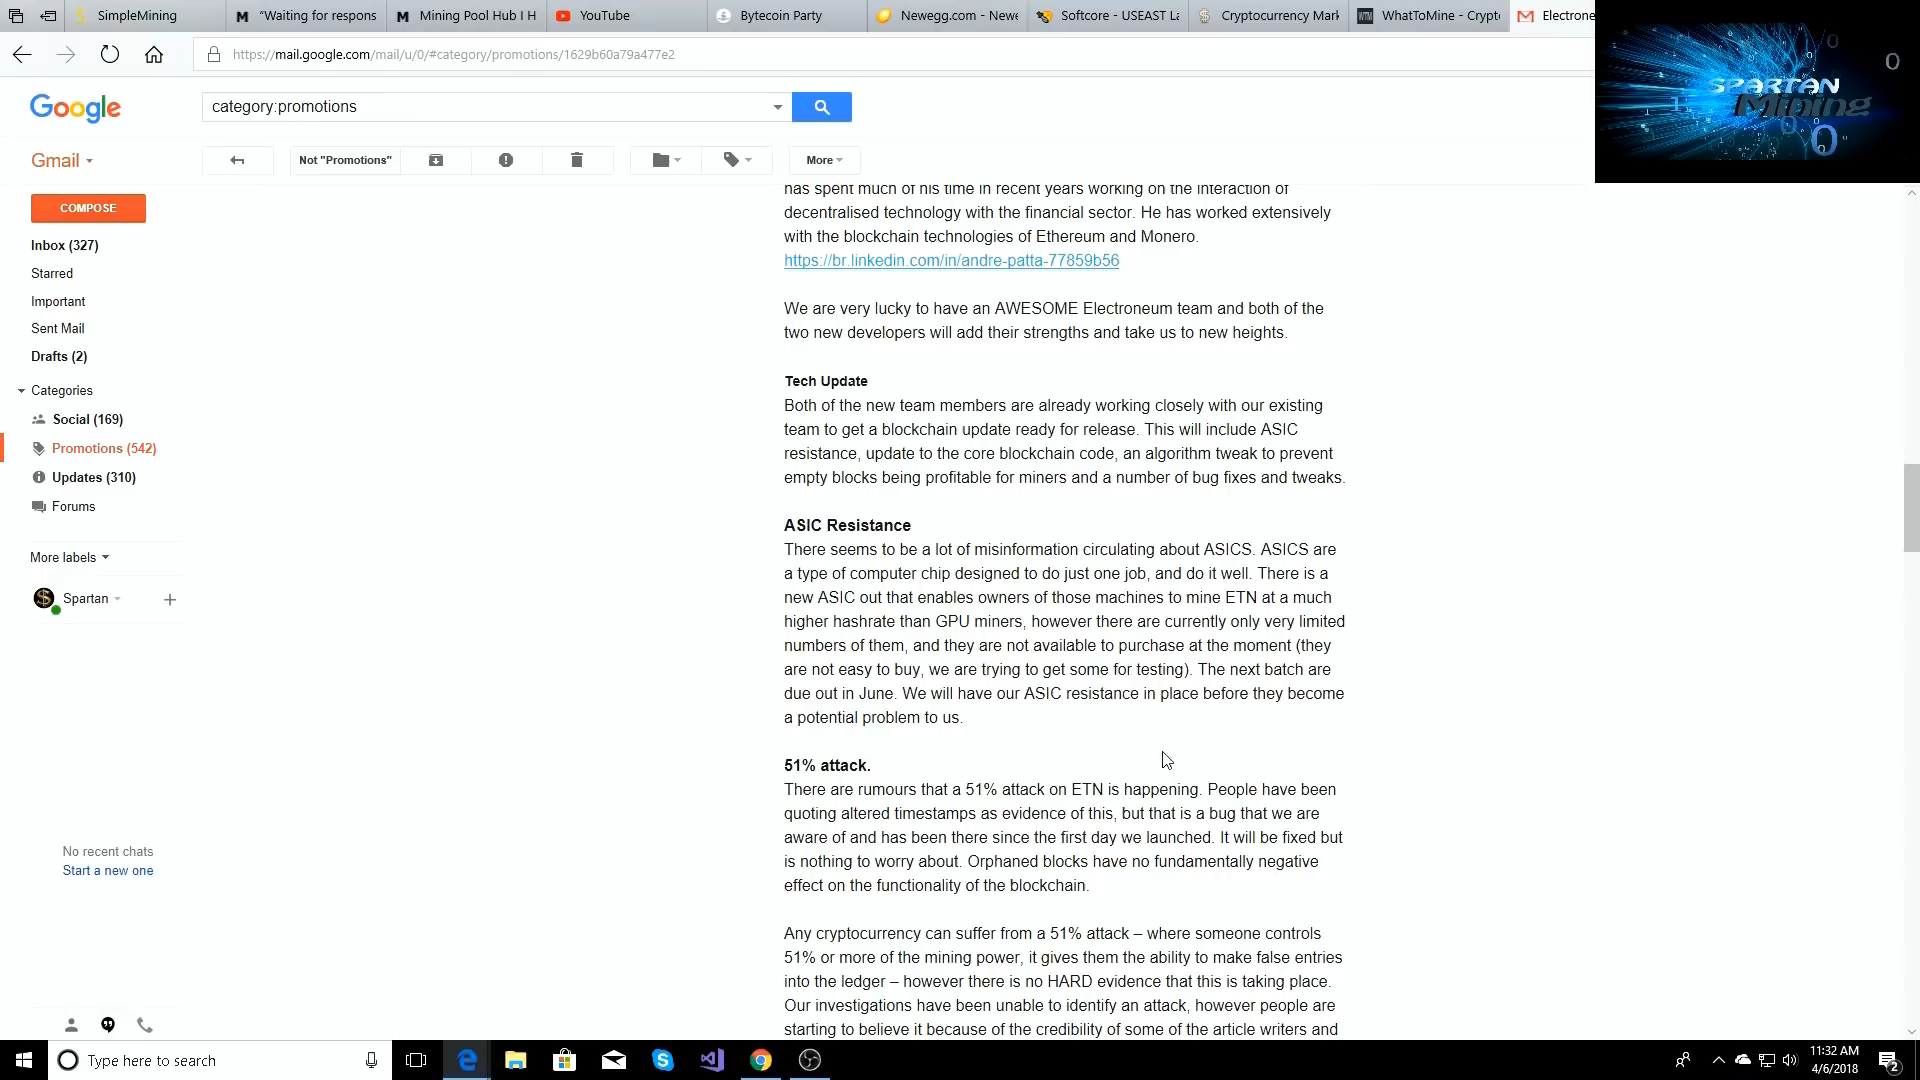 SimpleMining
"Waiting for respons
Mining Pool Hub I H
YouTube
Bytecoin Party
Newegg.com - Newe
Softcore - USEAST La
Cryptocurrency Mark
WhatToMine - Crypto
Electrone
https://mail.google.com/mail/u/0/#category/promotions/1629b60a79a477e2
SPARTAN
Mining
Google
category:promotions
Gmail
Not "Promotions"
More
COMPOSE
Inbox (327)
Starred
Important
Sent Mail
Drafts (2)
Categories
Social (169)
Promotions (542)
Updates (310)
Forums
More labels
Spartan
No recent chats
Start a new one
has spent much of his time in recent years working on the interaction of
decentralised technology with the financial sector. He has worked extensively
with the blockchain technologies of Ethereum and Monero.
https://br.linkedin.com/in/andre-patta-77859b56
We are very lucky to have an AWESOME Electroneum team and both of the
two new developers will add their strengths and take us to new heights.
Tech Update
Both of the new team members are already working closely with our existing
team to get a blockchain update ready for release. This will include ASIC
resistance, update to the core blockchain code, an algorithm tweak to prevent
empty blocks being profitable for miners and a number of bug fixes and tweaks.
ASIC Resistance
There seems to be a lot of misinformation circulating about ASICS. ASICS are
a type of computer chip designed to do just one job, and do it well. There is a
new ASIC out that enables owners of those machines to mine ETN at a much
higher hashrate than GPU miners, however there are currently only very limited
numbers of them, and they are not available to purchase at the moment (they
are not easy to buy, we are trying to get some for testing). The next batch are
due out in June. We will have our ASIC resistance in place before they become
a potential problem to us.
51% attack.
There are rumours that a 51% attack on ETN is happening. People have been
quoting altered timestamps as evidence of this, but that is a bug that we are
aware of and has been there since the first day we launched. It will be fixed but
is nothing to worry about. Orphaned blocks have no fundamentally negative
effect on the functionality of the blockchain.
Any cryptocurrency can suffer from a 51% attack – where someone controls
51% or more of the mining power, it gives them the ability to make false entries
into the ledger – however there is no HARD evidence that this is taking place.
Our investigations have been unable to identify an attack, however people are
starting to believe it because of the credibility of some of the article writers and
Type here to search
11:32 AM
4/6/2018
2